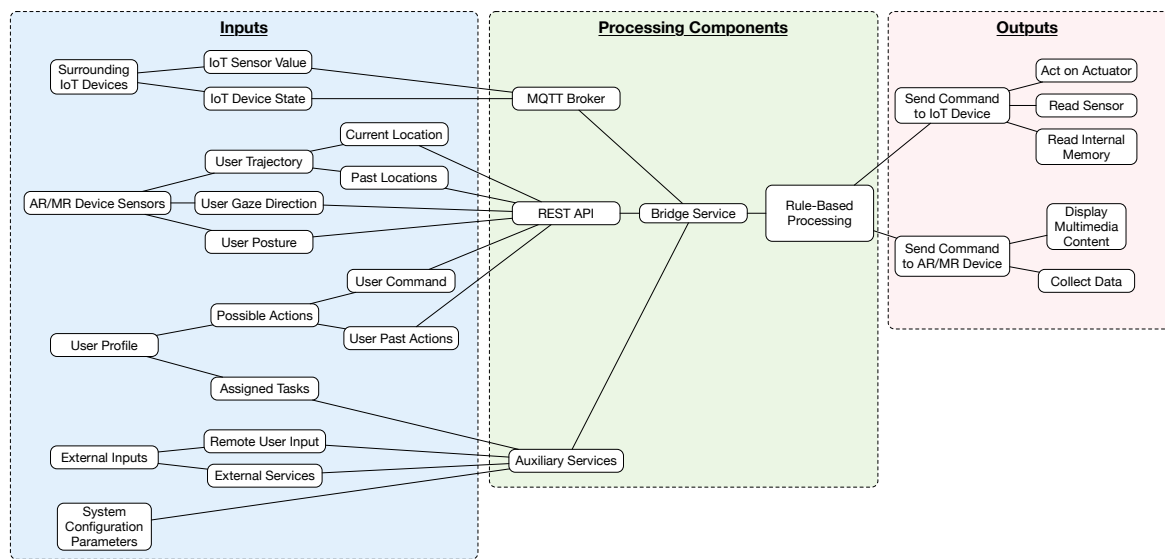 Inputs
Surrounding
IoT Devices
IoT Sensor Value
IoT Device State
AR/MR Device Sensors
User Trajectory
Current Location
Past Locations
User Gaze Direction
User Posture
User Profile
Possible Actions
User Command
User Past Actions
Assigned Tasks
External Inputs
Remote User Input
External Services
System
Configuration
Parameters
Processing Components
MQTT Broker
REST API
Bridge Service
Rule-Based
Processing
Auxiliary Services
Outputs
Send Command
to IoT Device
Act on Actuator
Read Sensor
Read Internal
Memory
Send Command
to AR/MR Device
Display
Multimedia
Content
Collect Data